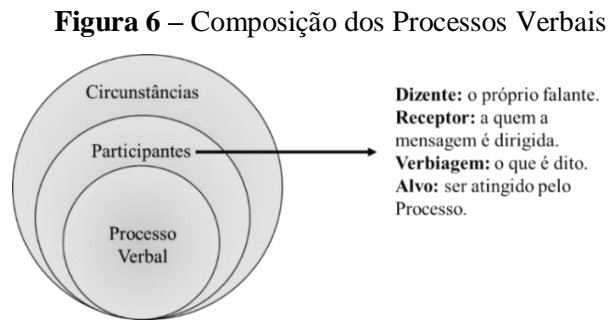 Figura 6 – Composição dos Processos Verbais
Circunstâncias
Participantes
Processo
Verbal
Dizente: o próprio falante.
Receptor: a quem a
mensagem é dirigida.
Verbiagem: o que é dito.
Alvo: ser atingido pelo
Processo.